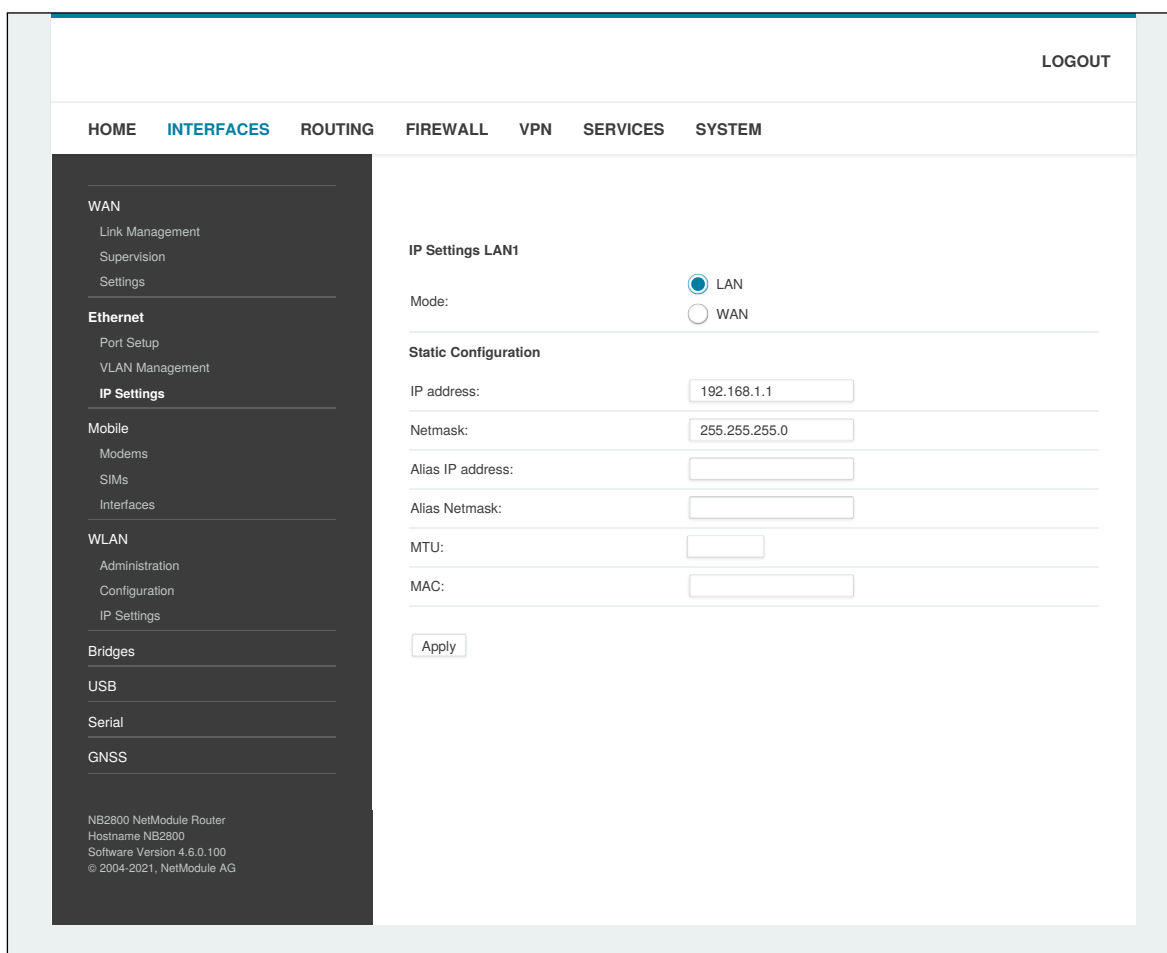 LOGOUT
HOME INTERFACES ROUTING FIREWALL VPN SERVICES SYSTEM
WAN
Link Management
Supervision
Settings
Ethernet
Port Setup
VLAN Management
IP Settings
Mobile
Modems
SIMs
Interfaces
WLAN
Administration
Configuration
IP Settings
Bridges
USB
Serial
GNSS
NB2800 NetModule Router
Hostname NB2800
Software Version 4.6.0.100
© 2004-2021, NetModule AG
IP Settings LAN1
Mode:
LAN
WAN
Static Configuration
IP address: 192.168.1.1
Netmask: 255.255.255.0
Alias IP address:
Alias Netmask:
MTU:
MAC:
Apply